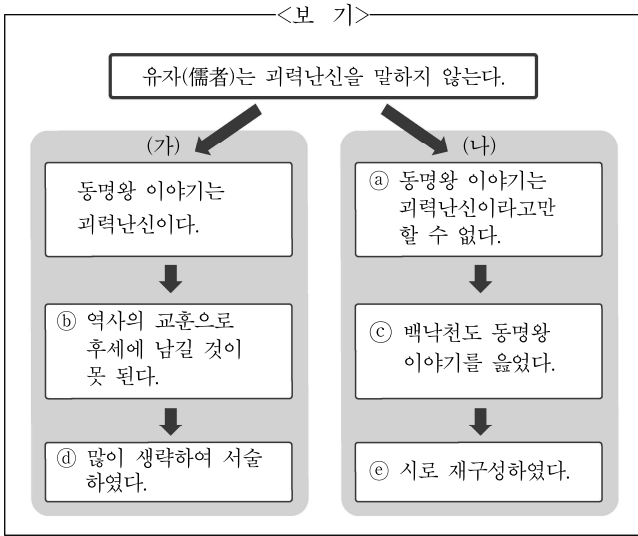 <보 기>
유자(儒者)는 괴력난신을 말하지 않는다.
(가)
동명왕 이야기는
괴력난신이다.
ⓑ 역사의 교훈으로
후세에 남길 것이
못 된다.
ⓓ 많이 생략하여 서술
하였다.
(나)
ⓐ 동명왕 이야기는
괴력난신이라고만
할 수 없다.
ⓒ 백낙천도 동명왕
이야기를 읊었다.
ⓔ 시로 재구성하였다.